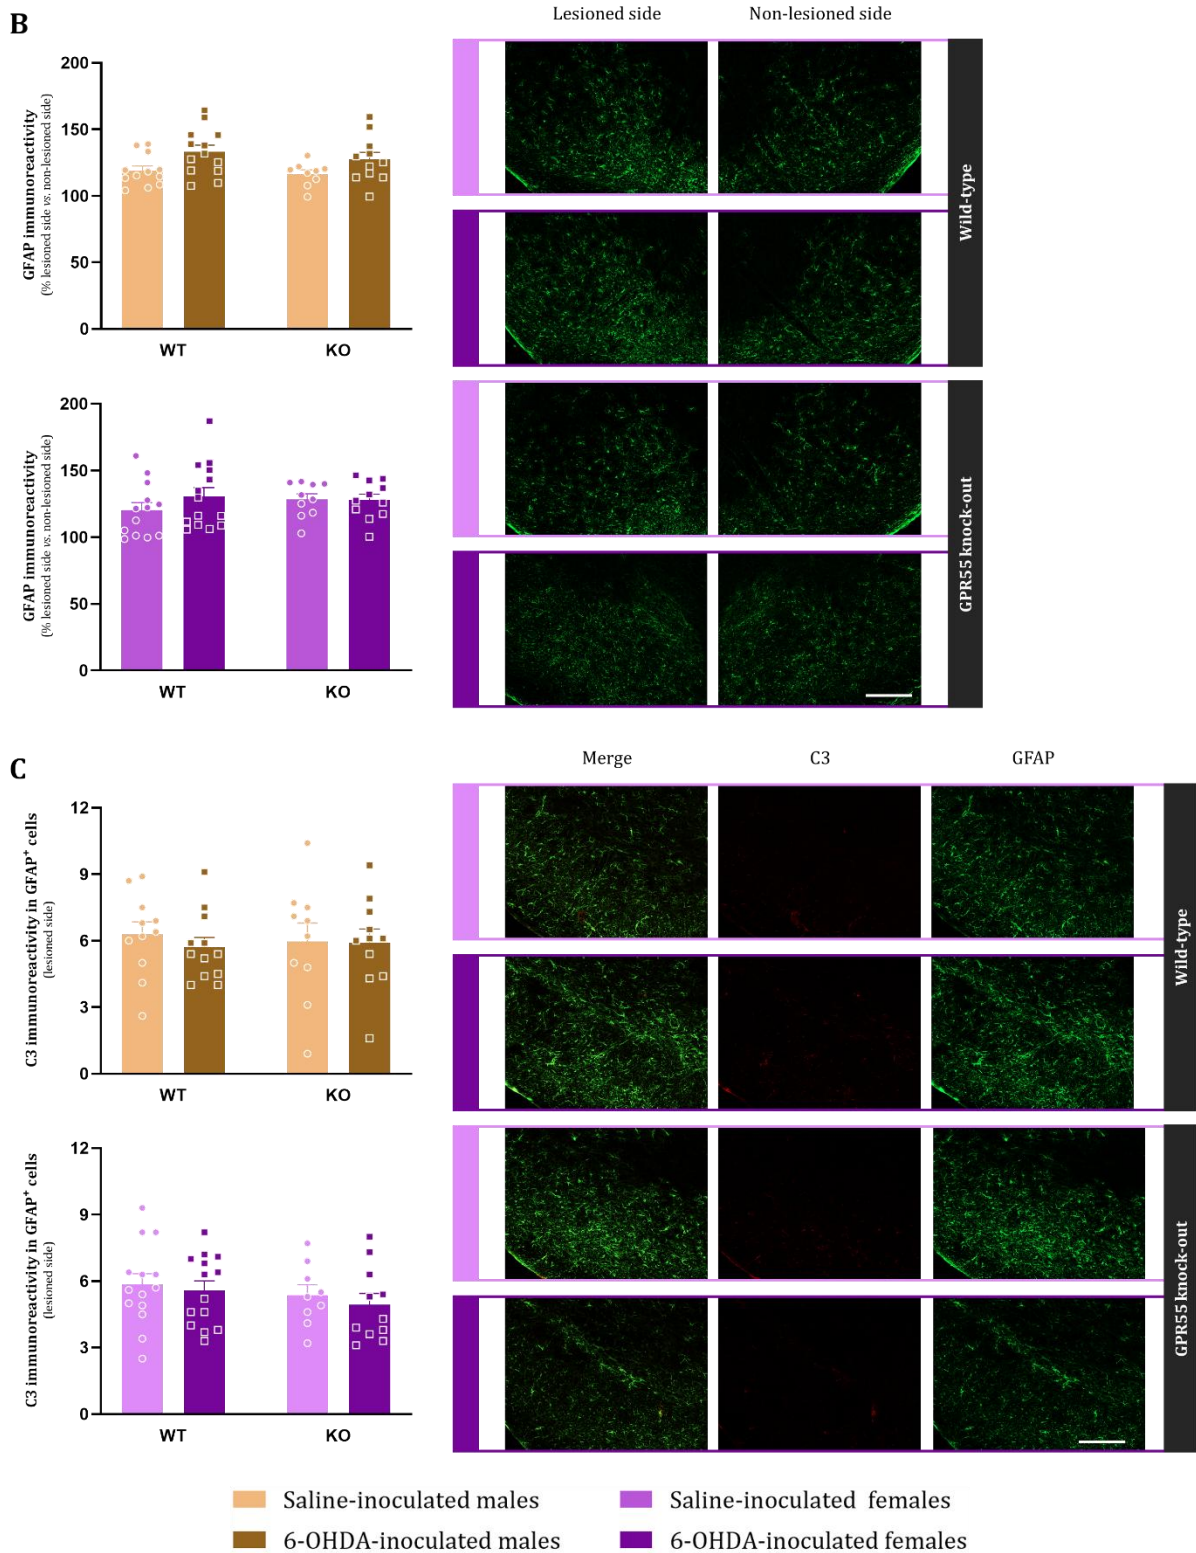 B
Lesioned side
Non-lesioned side
GFAP immunoreactivity
(% lesioned side vs. non-lesioned side)
200
150
100
50
0
WT
KO
Wild-type
GFAP immunoreactivity
(% lesioned side vs. non-lesioned side)
200
150
100
50
0
WT
KO
GPR55 knock-out
C
Merge
C3
GFAP
C3 immunoreactivity in GFAP⁺ cells
(lesioned side)
12
9
6
3
0
WT
KO
Wild-type
C3 immunoreactivity in GFAP⁺ cells
(lesioned side)
12
9
6
3
0
WT
KO
GPR55 knock-out
Saline-inoculated males
Saline-inoculated females
6-OHDA-inoculated males
6-OHDA-inoculated females